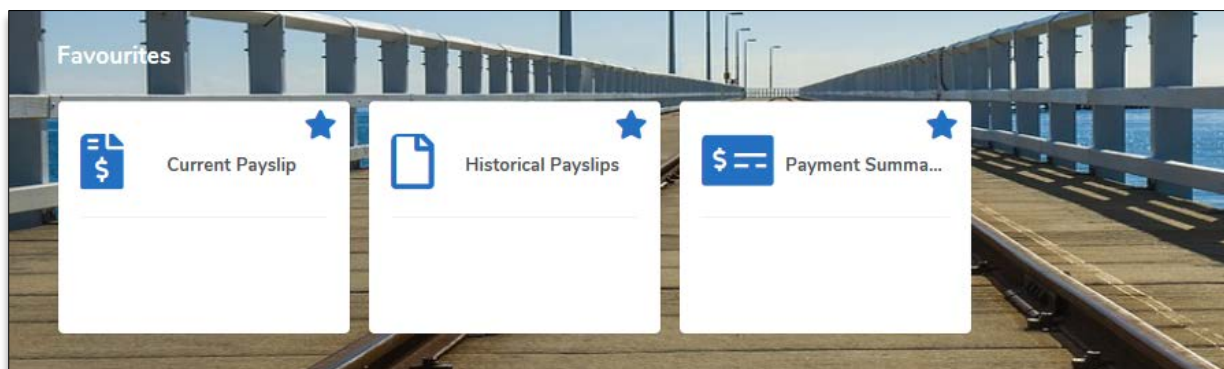 Favourites
Current Payslip
Historical Payslips
Payment Summa...